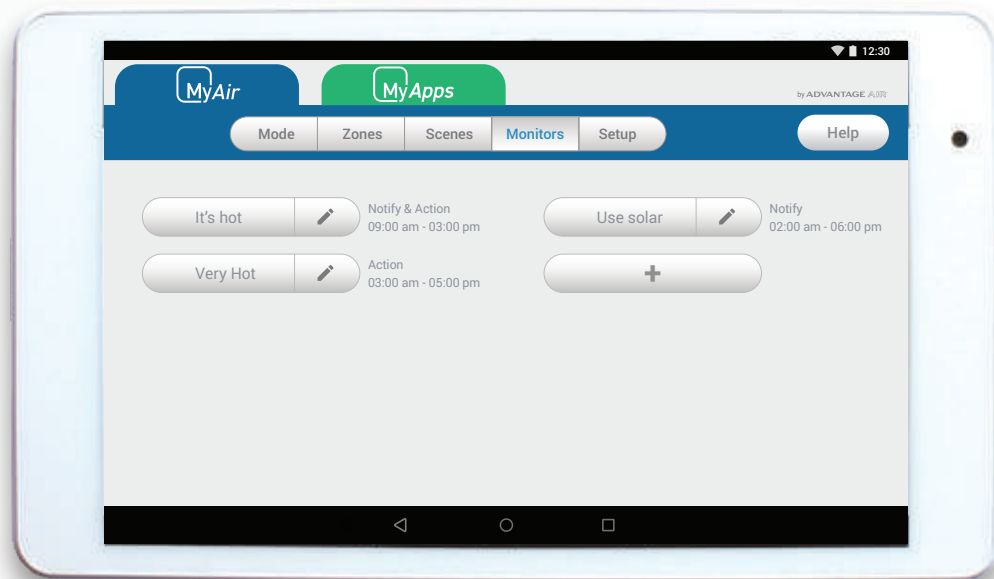 12:30
MyAir
MyApps
by ADVANTAGE AIR
Mode Zones Scenes Monitors Setup Help
It's hot
Notify & Action
09:00 am - 03:00 pm
Use solar
Notify
02:00 am - 06:00 pm
Very Hot
Action
03:00 am - 05:00 pm
+